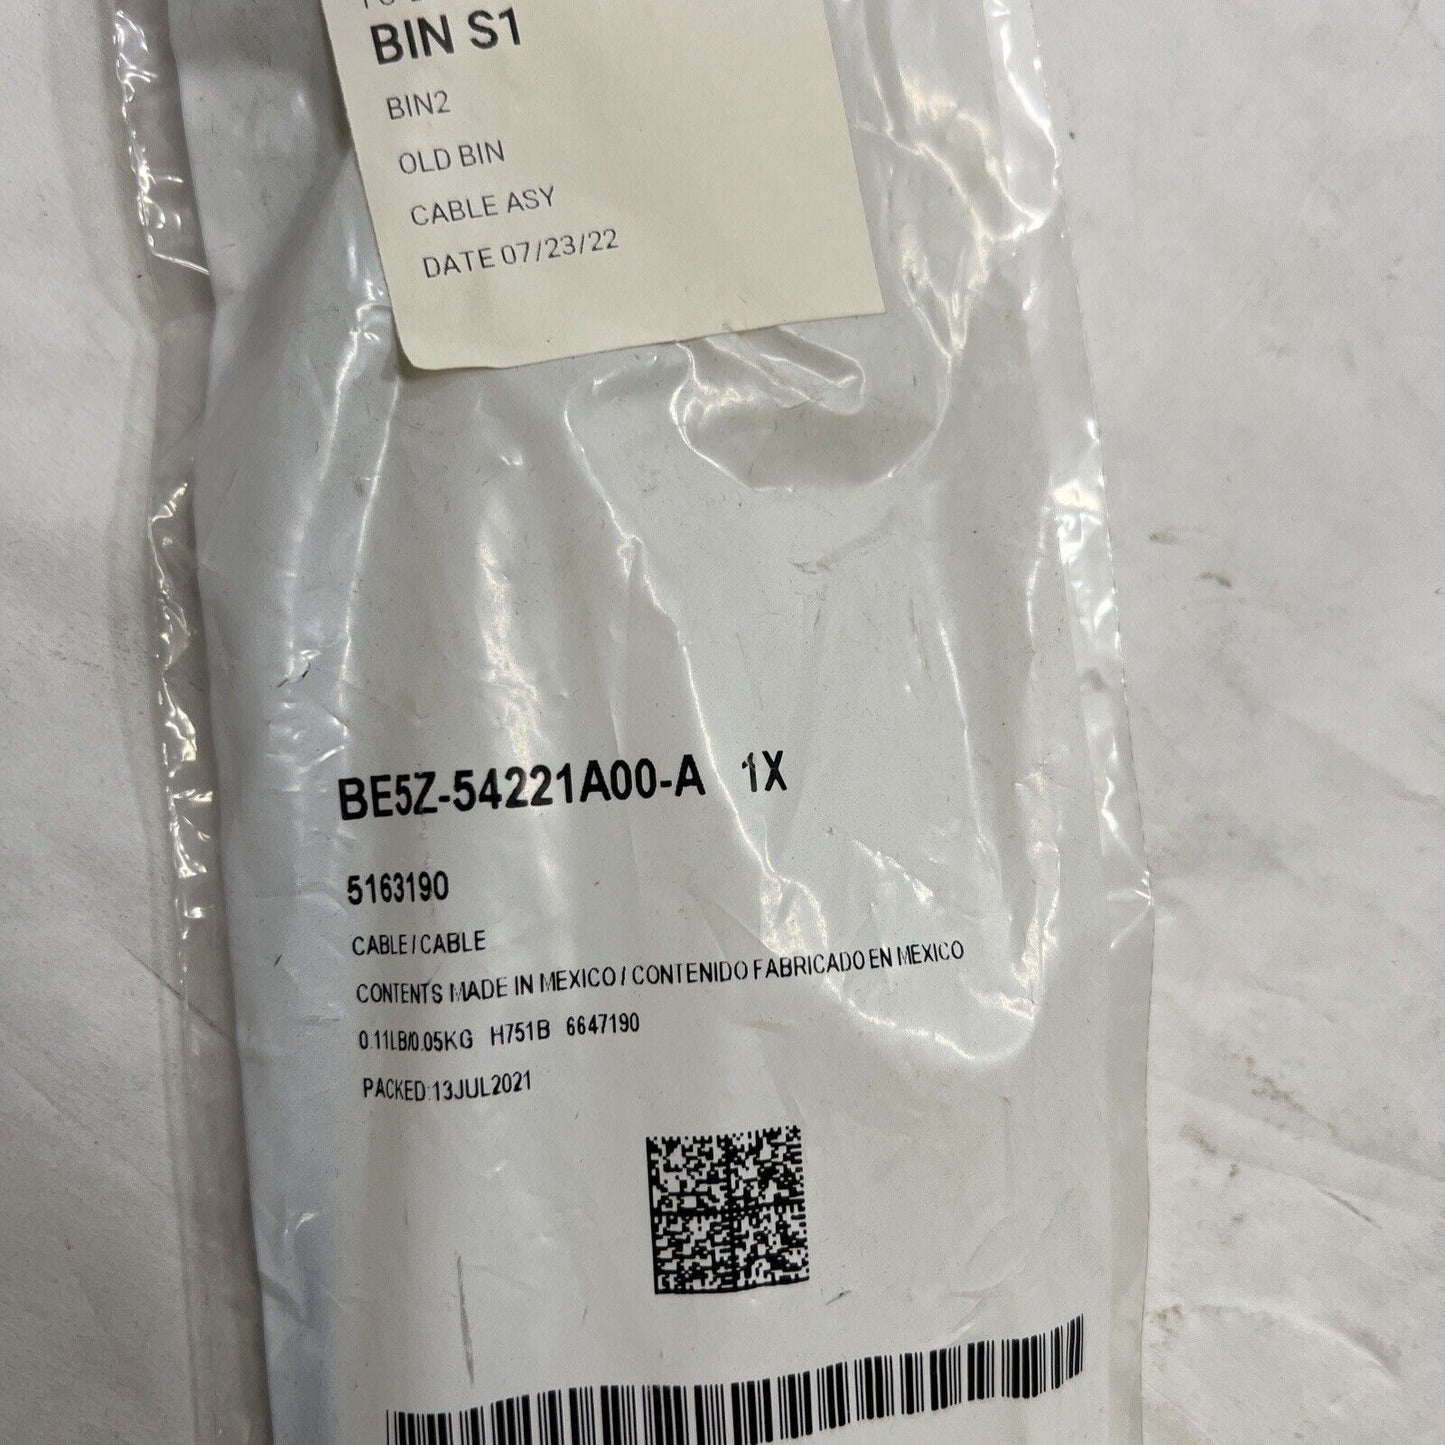 BIN S1
BIN2
OLD BIN
CABLE ASY
DATE 07/23/22
BE5Z-54221A00-A 1X
5163190
CABLE/CABLE
CONTENTS MADE IN MEXICO / CONTENIDO FABRICADO EN MEXICO
0.11LB/0.05KG H751B 6647190
PACKED:13JUL2021